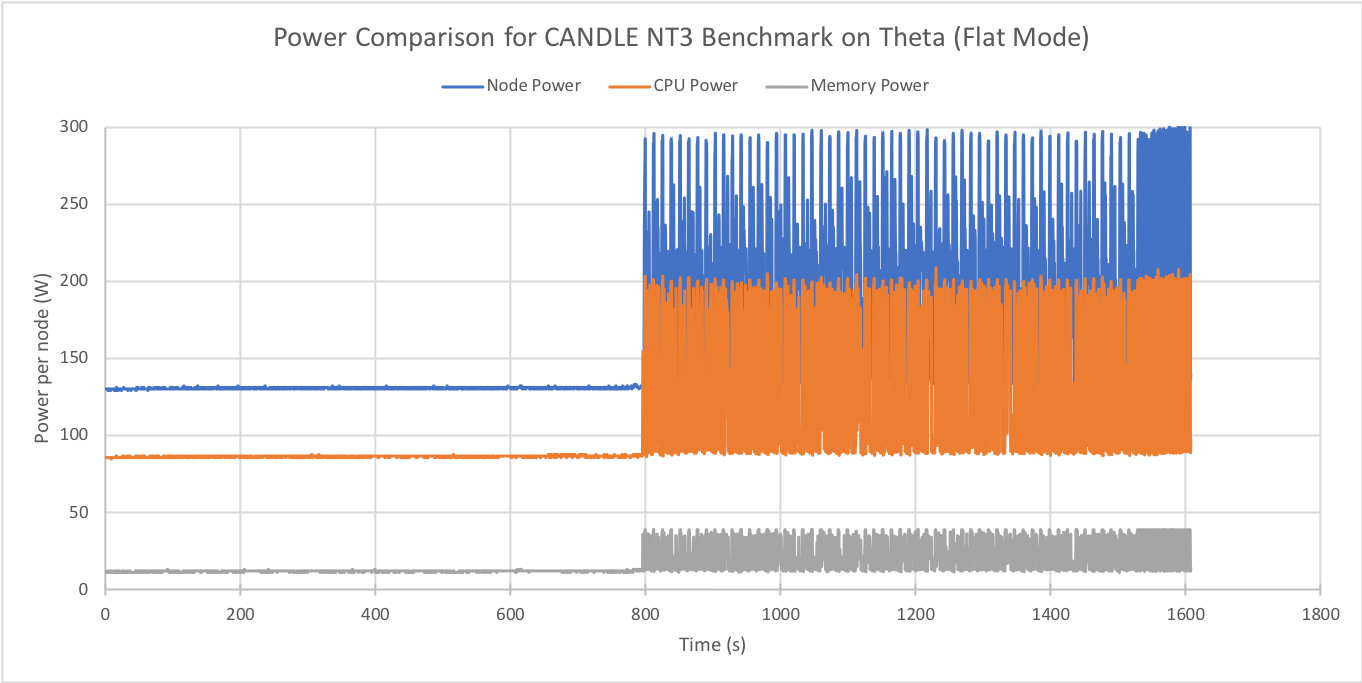 Power Comparison for CANDLE NT3 Benchmark on Theta (Flat Mode)
Node Power CPU Power Memory Power
300
250
200
150
100
50
0
Power per node (W)
0 200 400 600 800 1000 1200 1400 1600 1800
Time (s)